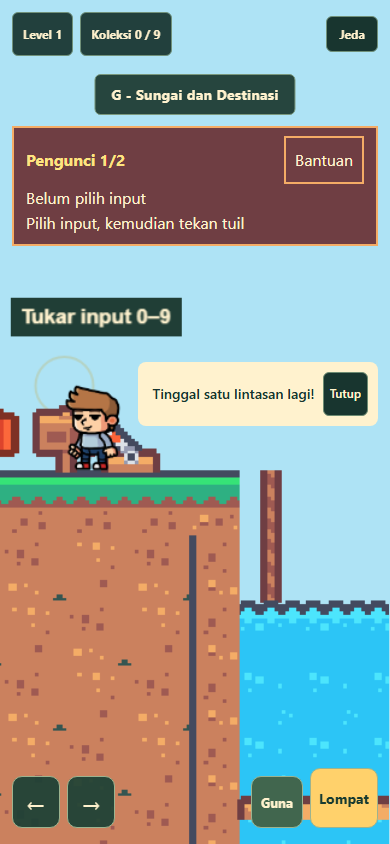 Level 1
Koleksi 0 / 9
Jeda
G - Sungai dan Destinasi
Pengunci 1/2
Bantuan
Belum pilih input
Pilih input, kemudian tekan tuil
Tukar input 0–9
Tinggal satu lintasan lagi!
Tutup
←
→
Guna
Lompat